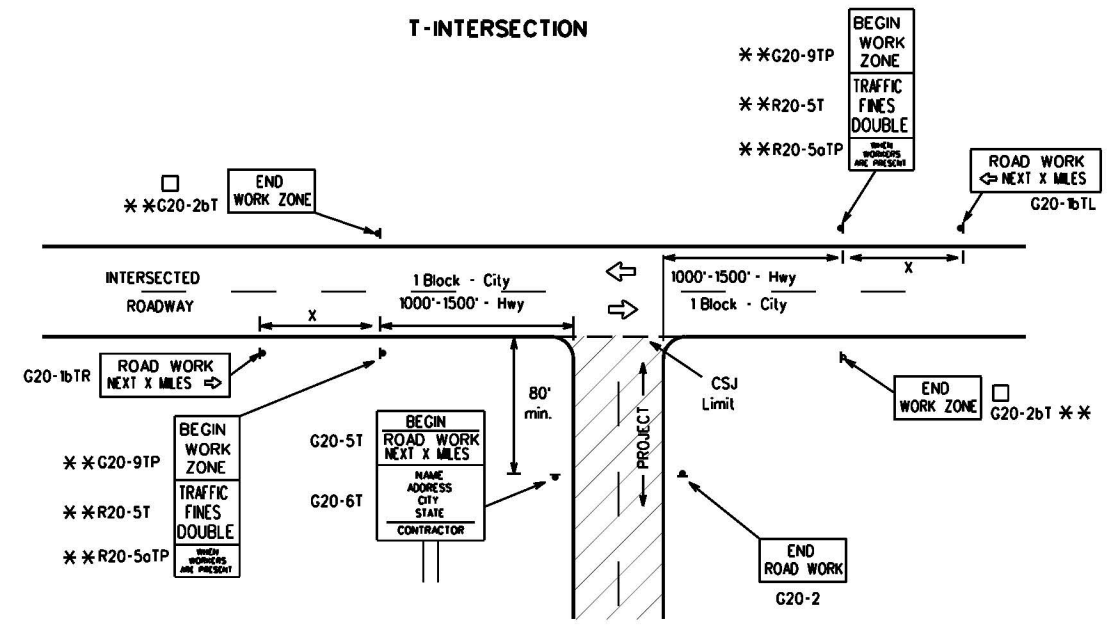 T-INTERSECTION
BEGIN
WORK
ZONE
TRAFFIC
FINES
DOUBLE
WHEN
WORKERS
ARE PRESENT
* *G20-9TP
* *R20-5T
* *R20-5aTP
ROAD WORK
⇦ NEXT X MILES
G20-1bTL
END
WORK ZONE
□
* *G20-2bT
INTERSECTED
ROADWAY
1 Block - City
1000'-1500' - Hwy
X
⇦
⇨
1000'-1500' - Hwy
1 Block - City
X
G20-1bTR
ROAD WORK
NEXT X MILES ⇨
80'
min.
CSJ
Limit
PROJECT
END
WORK ZONE
□
G20-2bT * *
BEGIN
WORK
ZONE
TRAFFIC
FINES
DOUBLE
WHEN
WORKERS
ARE PRESENT
* *G20-9TP
* *R20-5T
* *R20-5aTP
G20-5T
BEGIN
ROAD WORK
NEXT X MILES
G20-6T
NAME
ADDRESS
CITY
STATE
CONTRACTOR
END
ROAD WORK
G20-2